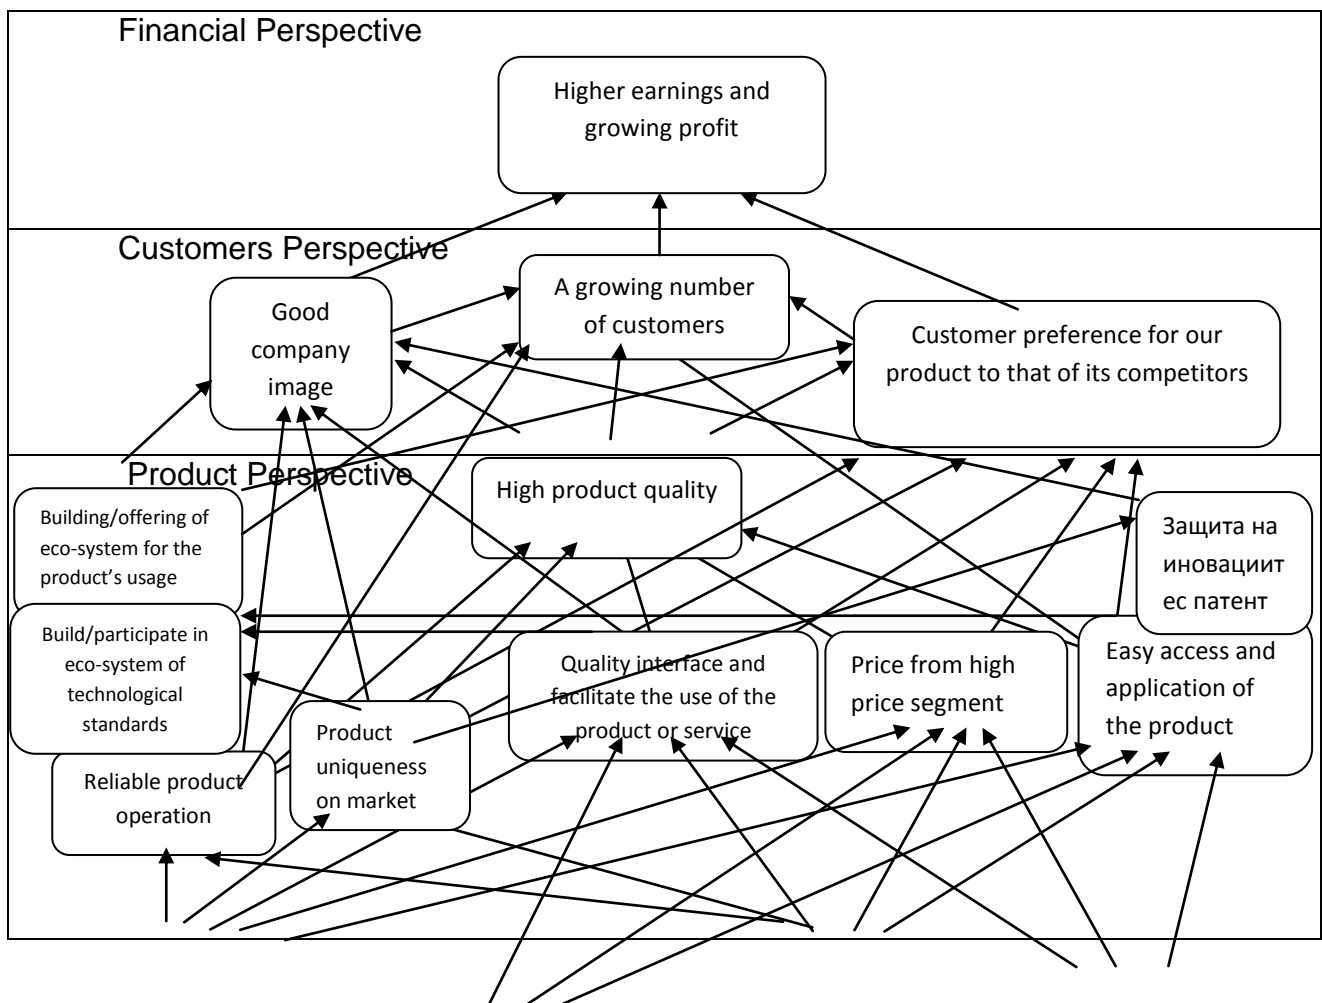 Financial Perspective
Higher earnings and
growing profit
Customers Perspective
Good
company
image
A growing number
of customers
Customer preference for our
product to that of its competitors
Product Perspective
High product quality
Building/offering of
eco-system for the
product's usage
Защита на
иновациит
ес патент
Build/participate in
eco-system of
technological
standards
Quality interface and
facilitate the use of the
product or service
Price from high
price segment
Easy access and
application of
the product
Product
uniqueness
on market
Reliable product
operation